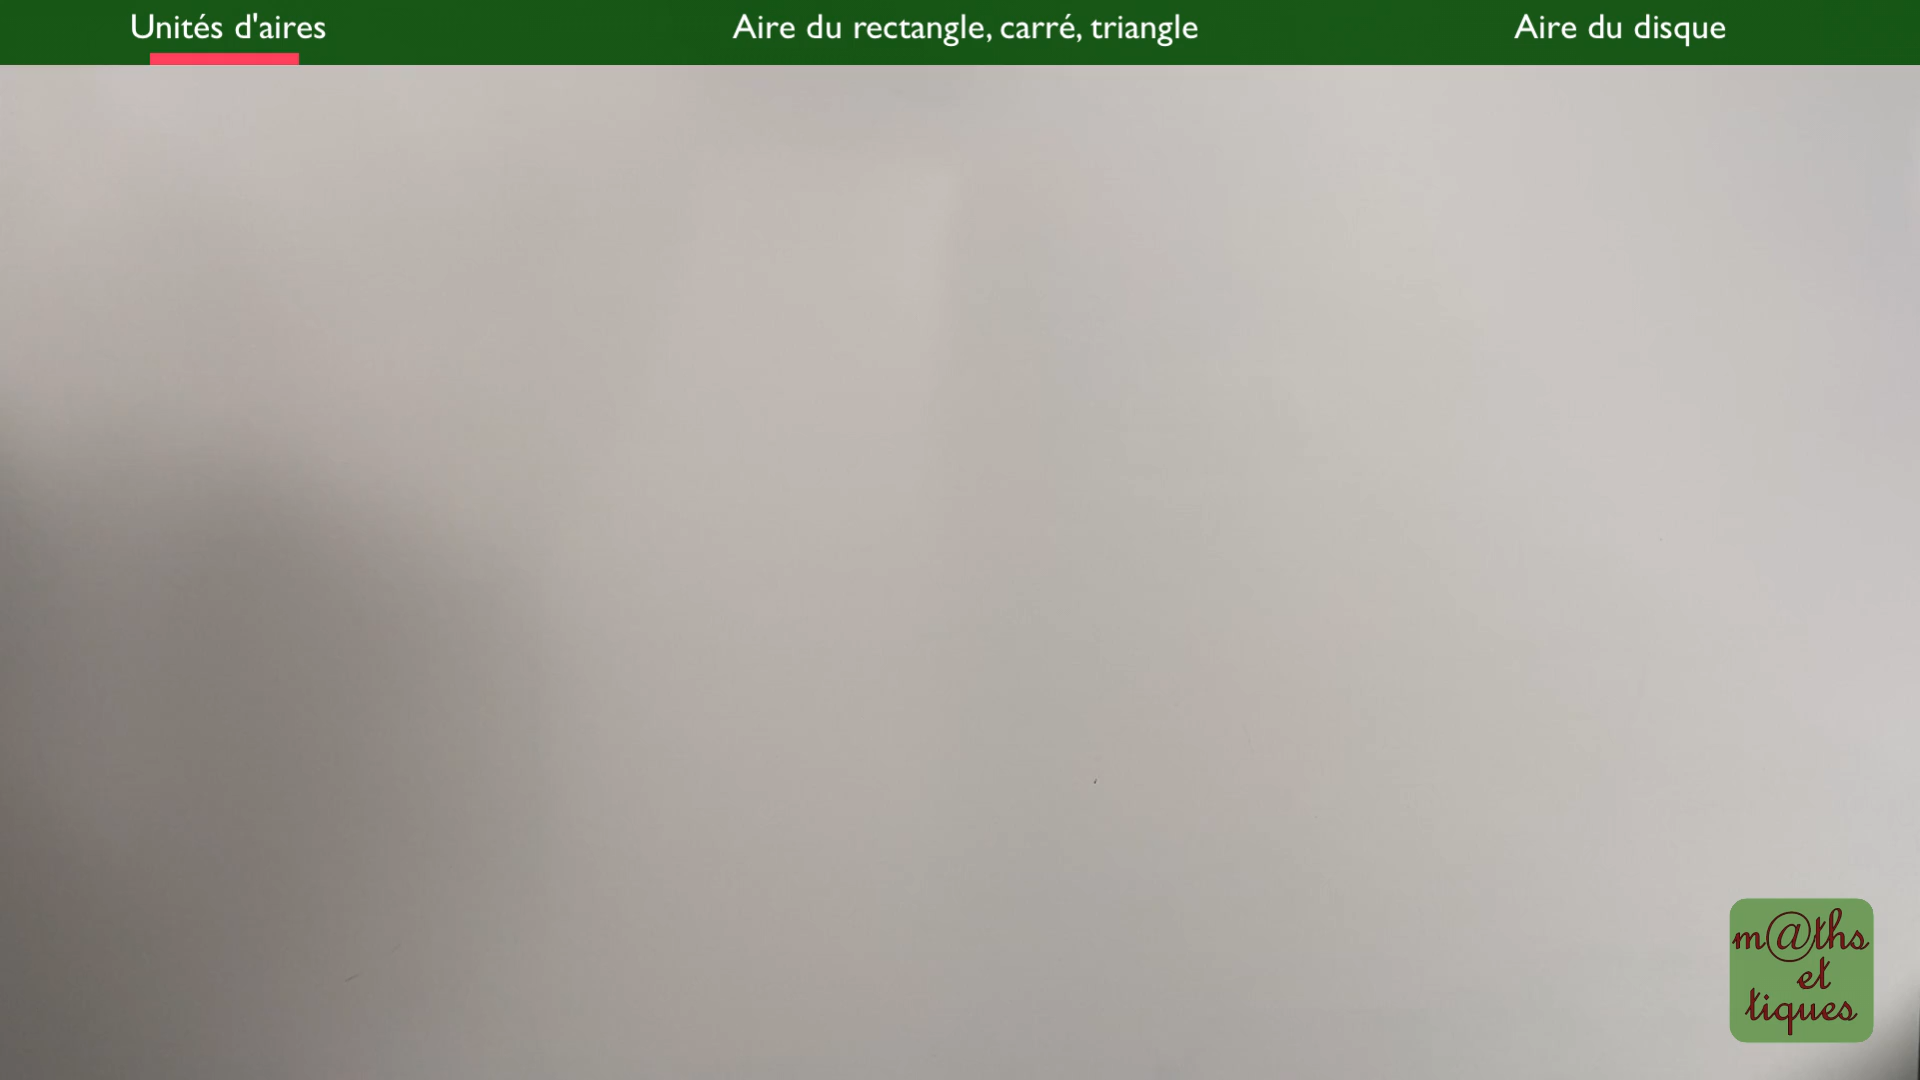 Unités d'aires
Aire du rectangle, carré, triangle
Aire du disque
m@ths
et
tiques